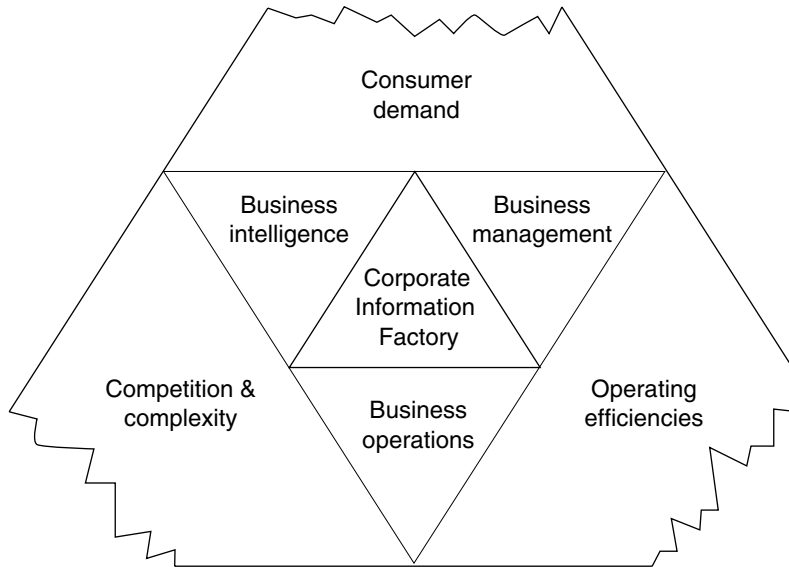 Consumer
demand
Business
intelligence
Business
management
Corporate
Information
Factory
Competition &
complexity
Business
operations
Operating
efficiencies